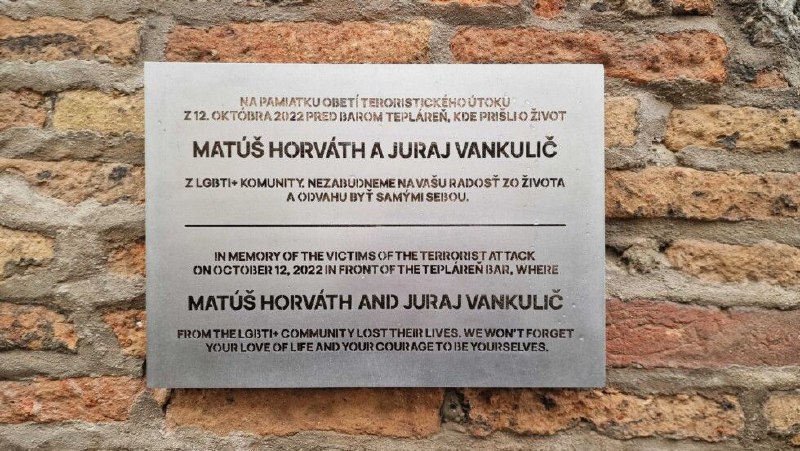 NA PAMIATKU OBETÍ TERORISTICKÉHO ÚTOKU
Z 12. OKTÓBRA 2022 PRED BAROM TEPLÁREŇ, KDE PRIŠLI O ŽIVOT
MATÚŠ HORVÁTH A JURAJ VANKULIČ
Z LGBTI+ KOMUNITY. NEZABUDNEME NA VAŠU RADOSŤ ZO ŽIVOTA
A ODVAHU BYŤ SAMÝMI SEBOU.
IN MEMORY OF THE VICTIMS OF THE TERRORIST ATTACK
ON OCTOBER 12, 2022 IN FRONT OF THE TEPLÁREŇ BAR, WHERE
MATÚŠ HORVÁTH AND JURAJ VANKULIČ
FROM THE LGBTI+ COMMUNITY LOST THEIR LIVES. WE WON'T FORGET
YOUR LOVE OF LIFE AND YOUR COURAGE TO BE YOURSELVES.